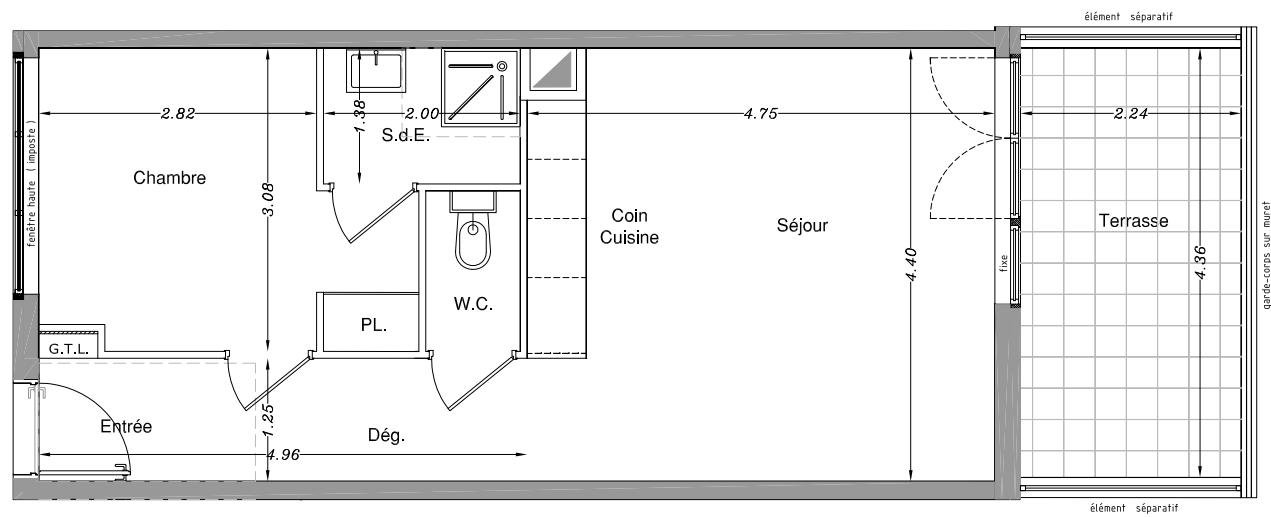 élément séparatif
2.82
1.38
2.00
4.75
2.24
S.d.E.
fenêtre haute ( imposte )
Chambre
3.08
Coin
Cuisine
Séjour
4.40
Terrasse
4.36
garde-corps sur muret
fixe
W.C.
PL.
G.T.L.
Entrée
1.25
Dég.
4.96
élément séparatif